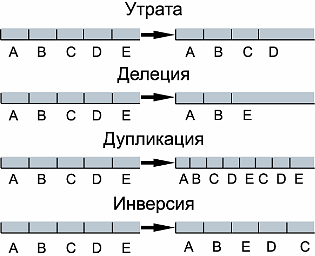 Утрата
A B C D E A B C D
Делеция
A B C D E A B E
Дупликация
A B C D E A B C D E C D E
Инверсия
A B C D E A B E D C